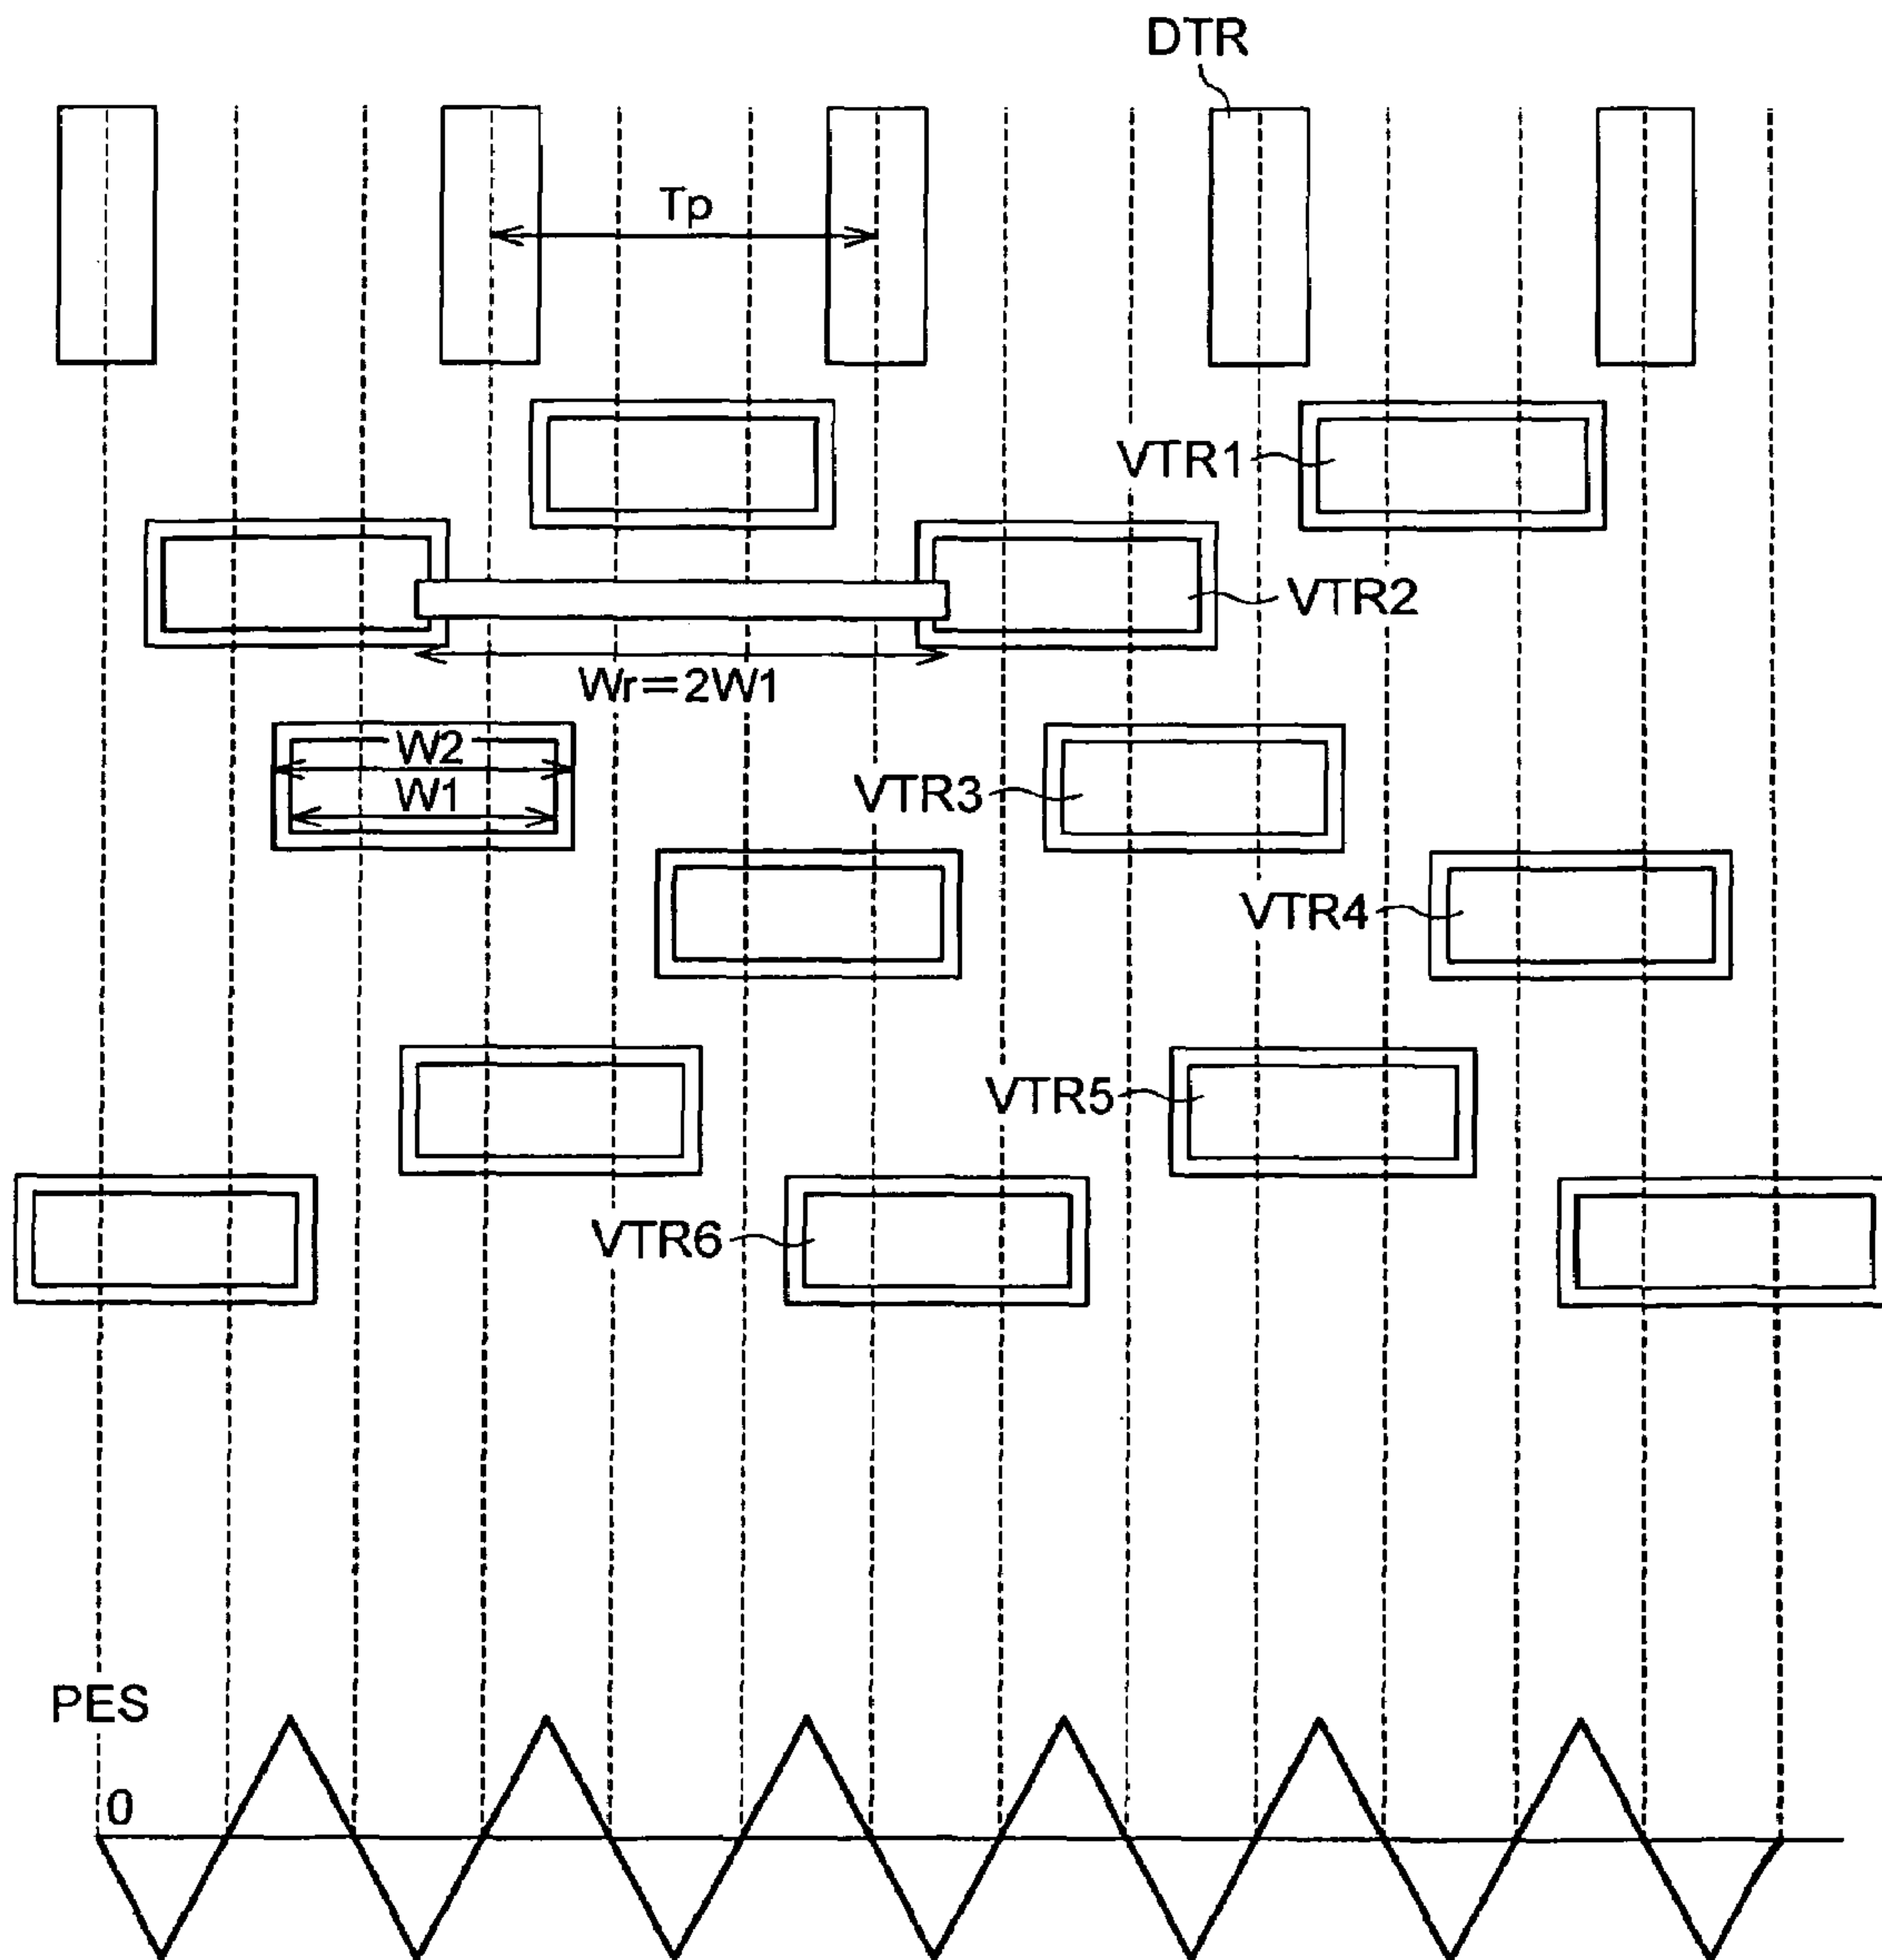 DTR
Tp
VTR1
VTR2
Wr=2W1
W2
W1
VTR3
VTR4
VTR5
VTR6
PES
0